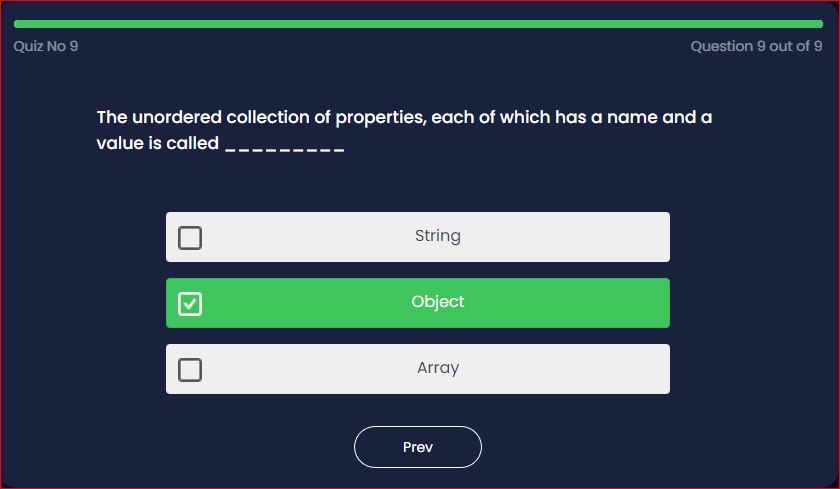 Quiz No 9
Question 9 out of 9
The unordered collection of properties, each of which has a name and a
value is called _________
String
Object
Array
Prev